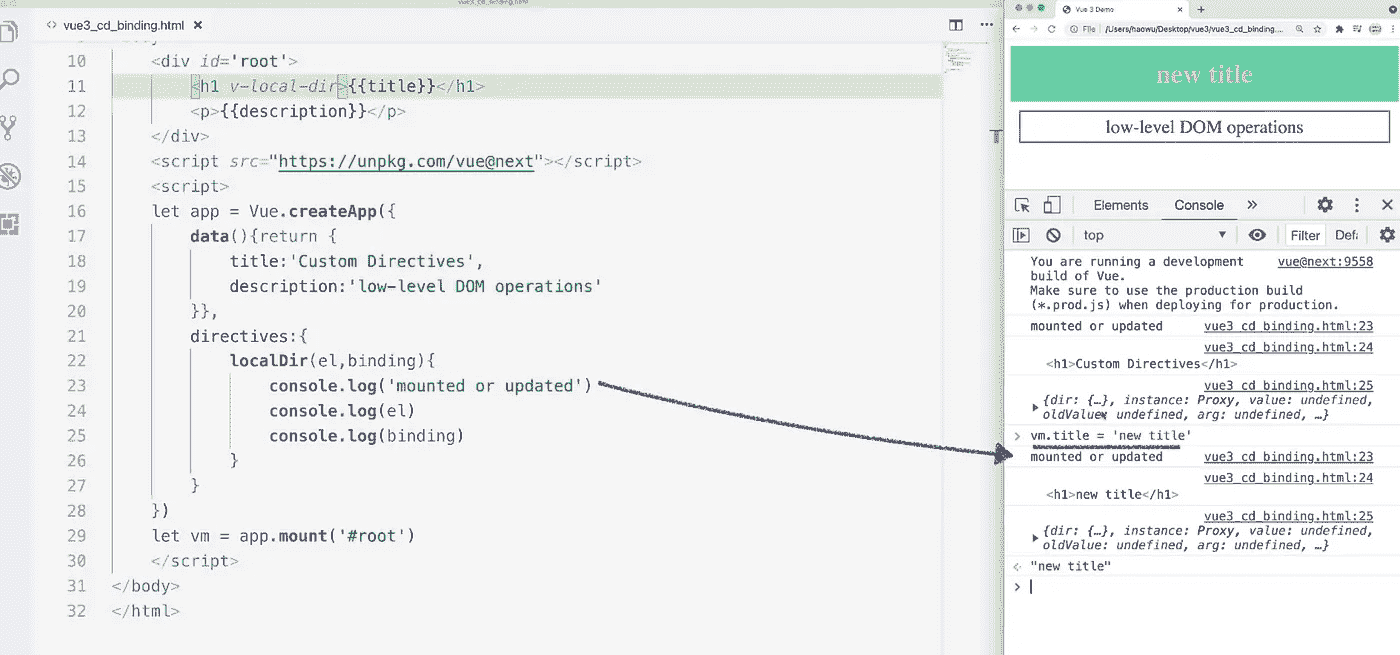 vue3_cd_binding.html
<> vue3_cd_binding.html ×
10 <div id='root'>
11 <h1 v-local-dir>{{title}}</h1>
12 <p>{{description}}</p>
13 </div>
14 <script src="https://unpkg.com/vue@next"></script>
15 <script>
16 let app = Vue.createApp({
17 data(){return {
18 title:'Custom Directives',
19 description:'low-level DOM operations'
20 }},
21 directives:{
22 localDir(el,binding){
23 console.log('mounted or updated')
24 console.log(el)
25 console.log(binding)
26 }
27 }
28 })
29 let vm = app.mount('#root')
30 </script>
31 </body>
32 </html>
Vue 3 Demo
File /Users/haowu/Desktop/vue3/vue3_cd_binding....
new title
low-level DOM operations
Elements Console »
top Filter Defa
You are running a development vue@next:9558
build of Vue.
Make sure to use the production build
(*.prod.js) when deploying for production.
mounted or updated vue3_cd_binding.html:23
vue3_cd_binding.html:24
<h1>Custom Directives</h1>
vue3_cd_binding.html:25
{dir: {…}, instance: Proxy, value: undefined,
oldValue: undefined, arg: undefined, …}
> vm.title = 'new title'
mounted or updated vue3_cd_binding.html:23
vue3_cd_binding.html:24
<h1>new title</h1>
vue3_cd_binding.html:25
{dir: {…}, instance: Proxy, value: undefined,
oldValue: undefined, arg: undefined, …}
"new title"
>